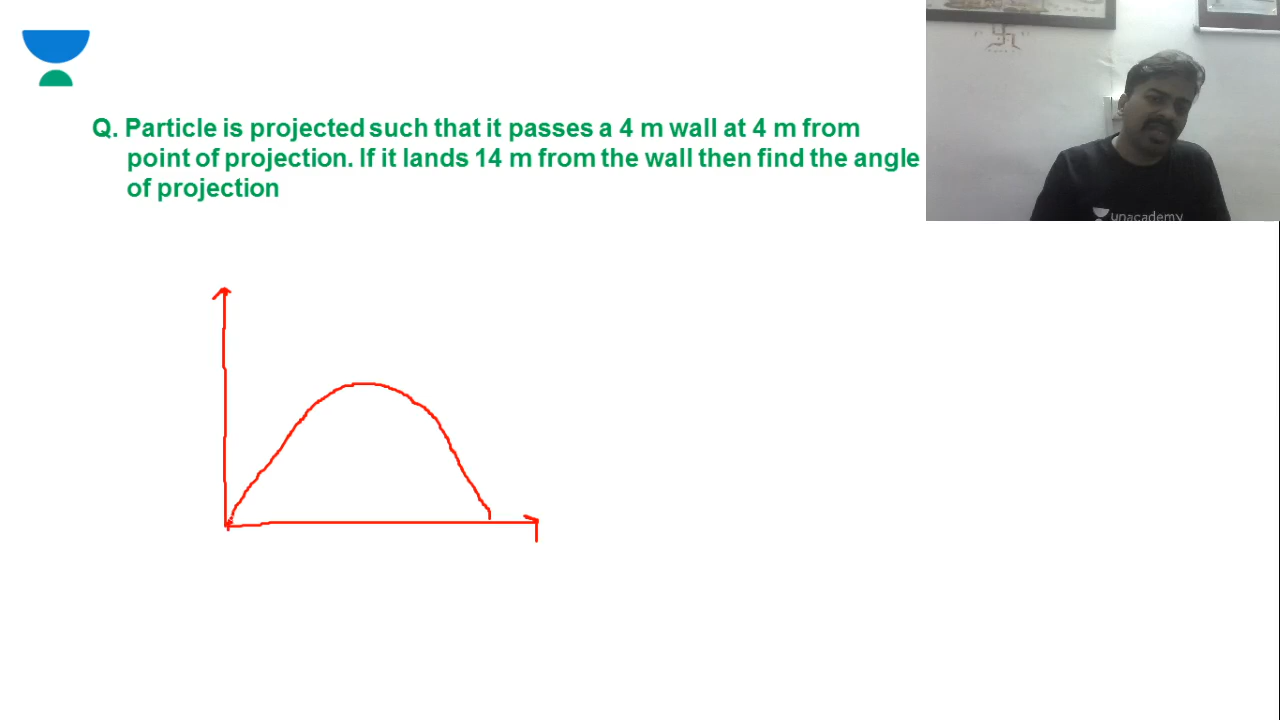 Q. Particle is projected such that it passes a 4 m wall at 4 m from
point of projection. If it lands 14 m from the wall then find the angle
of projection
unacademy